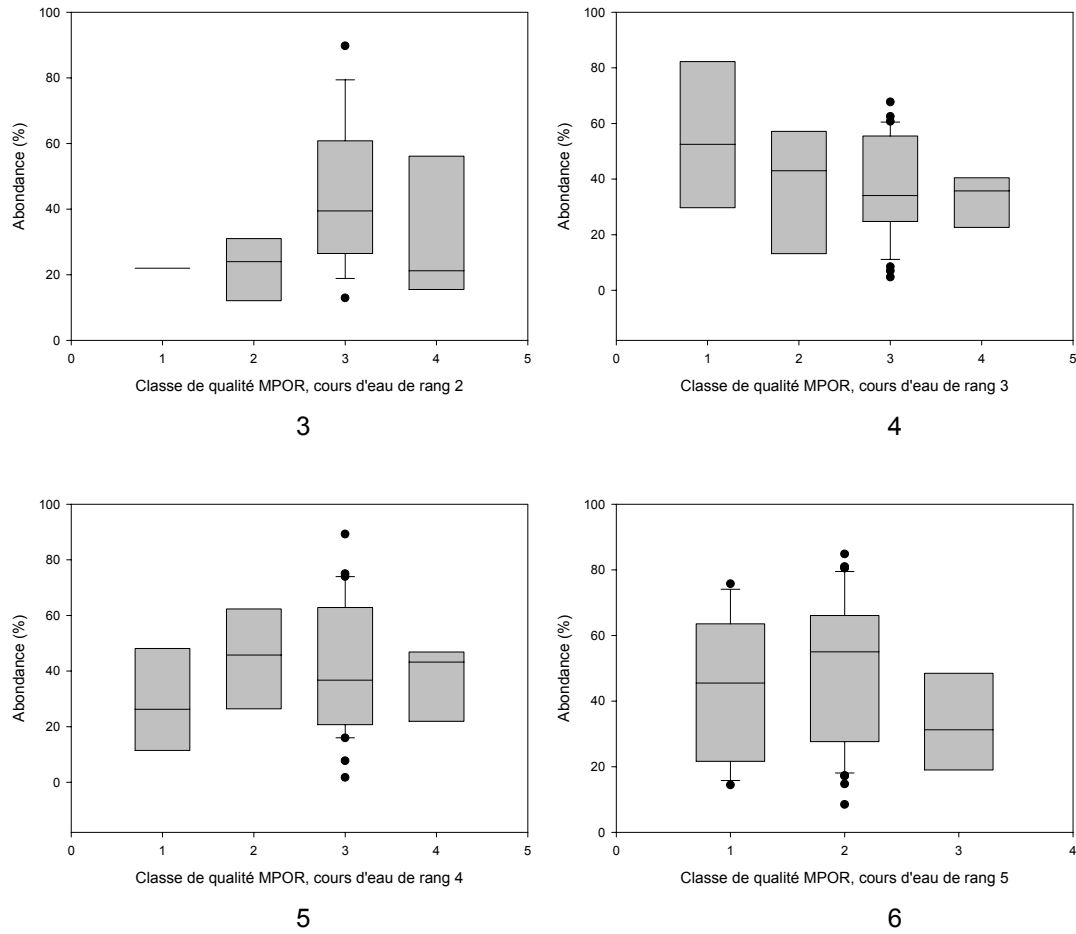 100
80
60
40
20
0
Abondance (%)
0 1 2 3 4 5
Classe de qualité MPOR, cours d'eau de rang 2
3
100
80
60
40
20
0
Abondance (%)
0 1 2 3 4 5
Classe de qualité MPOR, cours d'eau de rang 3
4
100
80
60
40
20
0
Abondance (%)
0 1 2 3 4 5
Classe de qualité MPOR, cours d'eau de rang 4
5
100
80
60
40
20
0
Abondance (%)
0 1 2 3 4
Classe de qualité MPOR, cours d'eau de rang 5
6